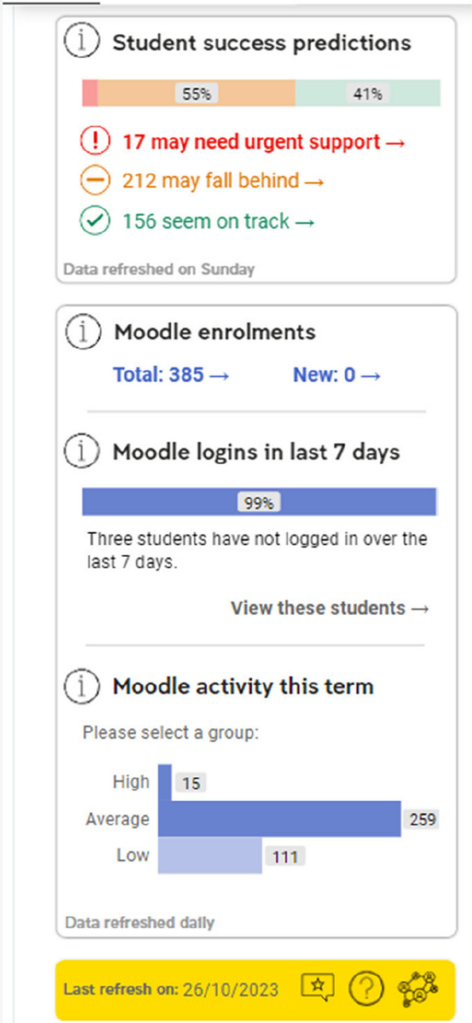 Student success predictions
55% 41%
17 may need urgent support →
212 may fall behind →
156 seem on track →
Data refreshed on Sunday
Moodle enrolments
Total: 385 → New: 0 →
Moodle logins in last 7 days
99%
Three students have not logged in over the
last 7 days.
View these students →
Moodle activity this term
Please select a group:
High 15
Average 259
Low 111
Data refreshed daily
Last refresh on: 26/10/2023